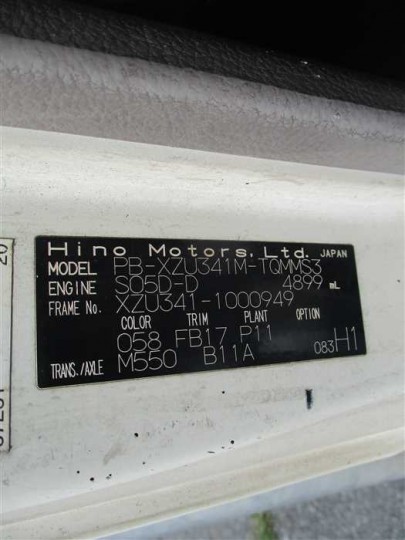 Hino Motors, Ltd. JAPAN
MODEL PB-XZU341M-TQMMS3
ENGINE S05D-D 4899 mL
FRAME No. XZU341-1000949
COLOR TRIM PLANT OPTION
058 FB17 P11
TRANS./AXLE M550 B11A 083H1